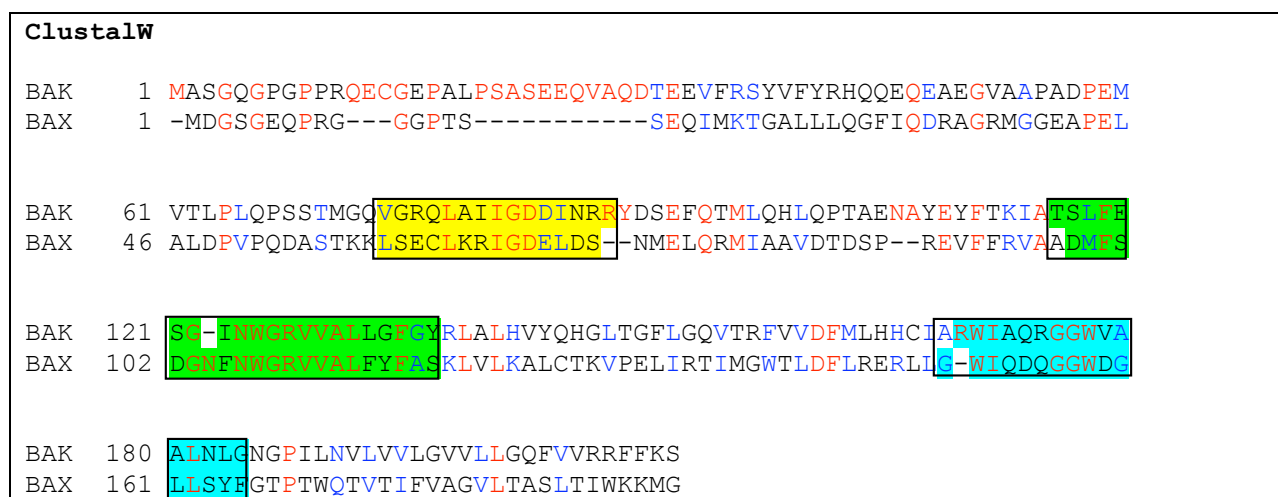 ClustalW
BAK 1 MASGQGPGPPRQECGEPALPSASEEQVAQDTEEVFRSYVFYRHQQEQEAEGVAAPADPEM
BAX 1 -MDGSGEQPRG---GGPTS-----------SEQIMKTGALLLQGFIQDRAGRMGGEAPEL
BAK 61 VTLPLQPSSTMGQVGRQLAIIGDDINRRYDSEFQTMLQHLQPTAENAYEYFTKIATSLFE
BAX 46 ALDPVPQDASTKKLSECLKRIGDELDS--NMELQRMIAAVDTDSP--REVFFRVAADMFS
BAK 121 SG-INWGRVVALLGFGYRLALHVYQHGLTGFLGQVTRFVVDFMLHHCIARWIAQRGGWVA
BAX 102 DGNFNWGRVVALFYFASKLVLKALCTKVPELIRTIMGWTLDFLRERLLG-WIQDQGGWDG
BAK 180 ALNLGNGPILNVLVVLGVVLLGQFVVRRFFKS
BAX 161 LLSYFGTPTWQTVTIFVAGVLTASLTIWKKMG